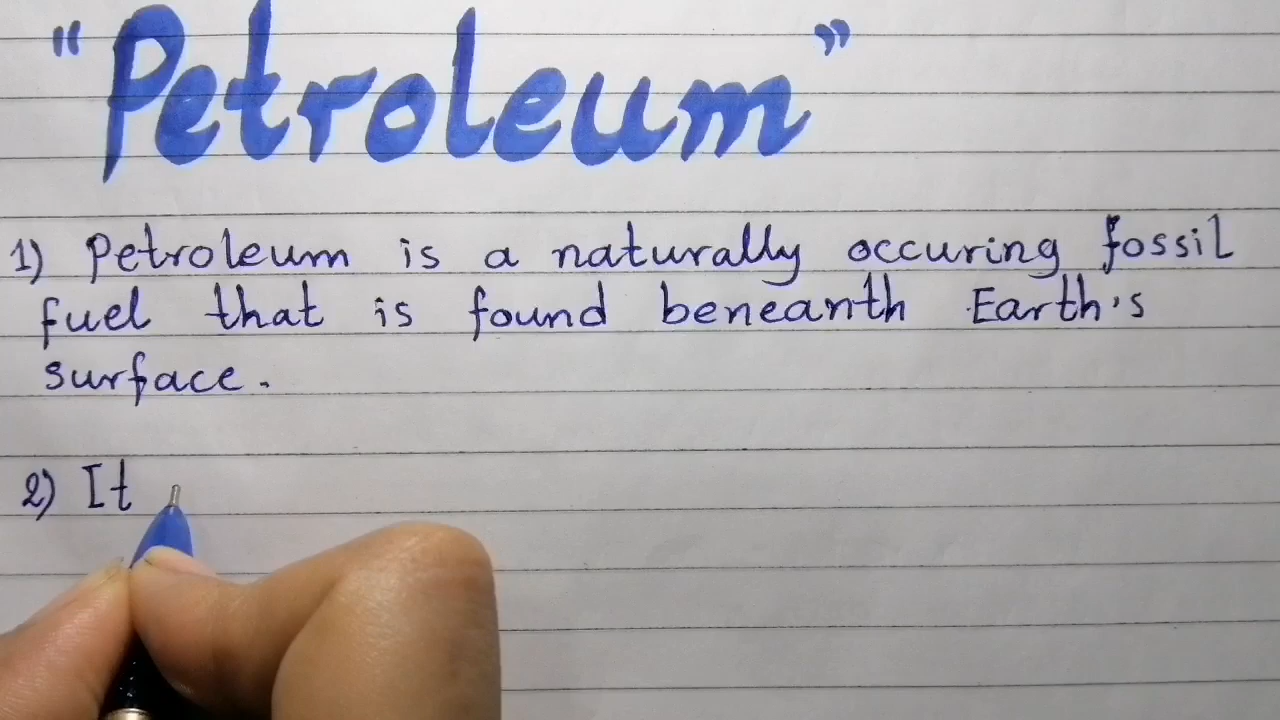 "Petroleum"
1) Petroleum is a naturally occuring fossil
fuel that is found beneanth Earth's
surface.
2) It